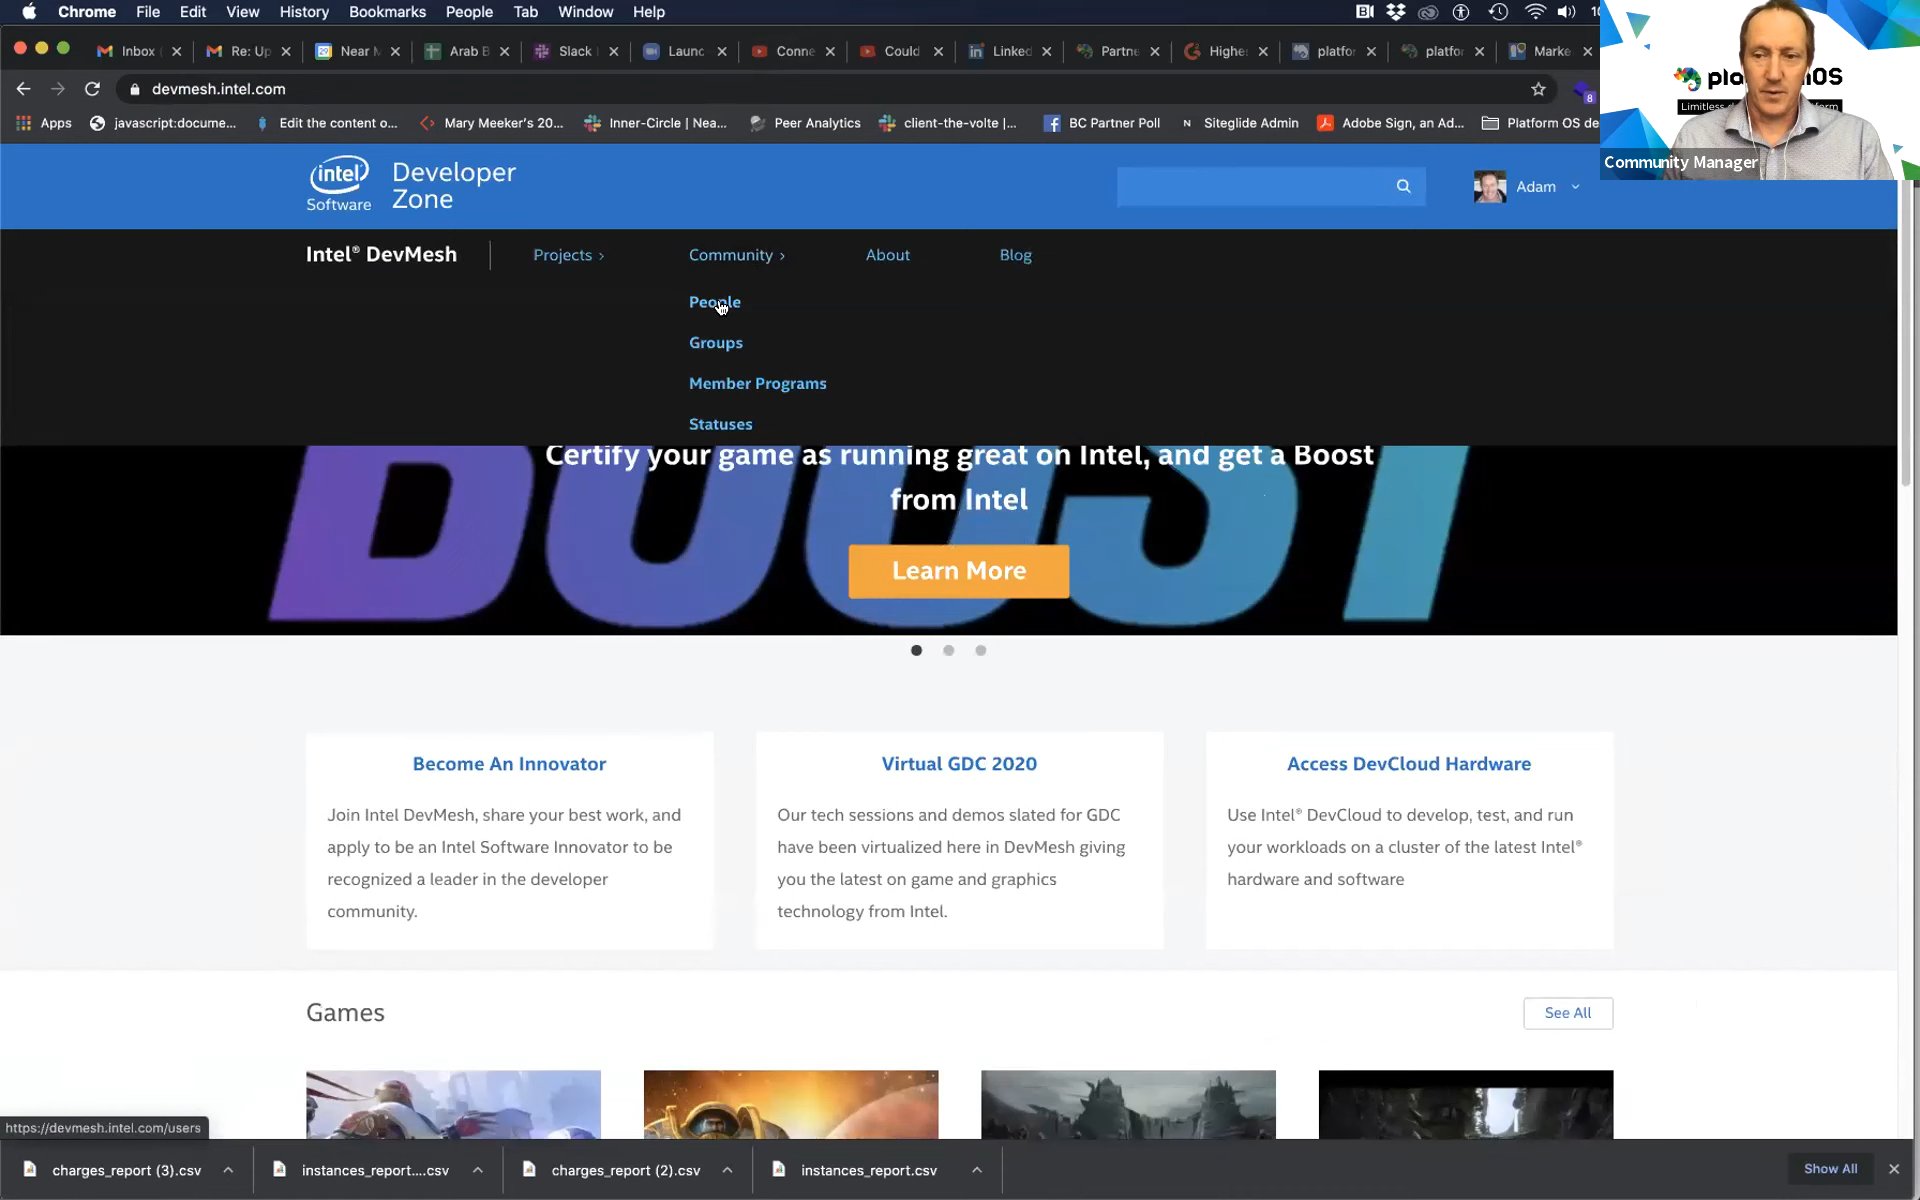 Chrome File Edit View History Bookmarks People Tab Window Help
Inbox Re: Up Near Arab B Slack Launc Conne Could Linked Partne Highe platfo platfo Marke
devmesh.intel.com
8
Apps javascript:docume... Edit the content o... Mary Meeker's 20... Inner-Circle | Nea... Peer Analytics client-the-volte |... BC Partner Poll Siteglide Admin Adobe Sign, an Ad... Platform OS de
Community Manager
intel
Software
Developer
Zone
Adam
Intel® DevMesh Projects › Community › About Blog
People
Groups
Member Programs
Statuses
BOOST
Certify your game as running great on Intel, and get a Boost
from Intel
Learn More
Become An Innovator
Join Intel DevMesh, share your best work, and
apply to be an Intel Software Innovator to be
recognized a leader in the developer
community.
Virtual GDC 2020
Our tech sessions and demos slated for GDC
have been virtualized here in DevMesh giving
you the latest on game and graphics
technology from Intel.
Access DevCloud Hardware
Use Intel® DevCloud to develop, test, and run
your workloads on a cluster of the latest Intel®
hardware and software
Games
See All
https://devmesh.intel.com/users
charges_report (3).csv instances_report....csv charges_report (2).csv instances_report.csv Show All